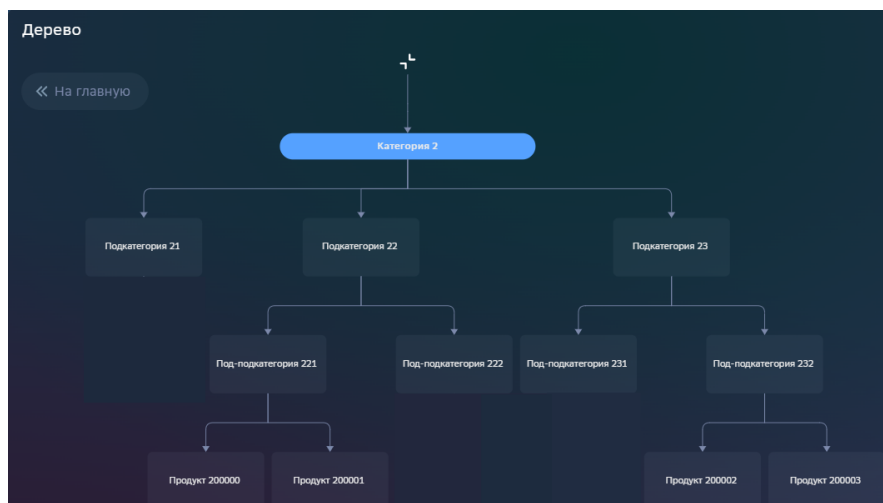 Дерево
На главную
Категория 2
Подкатегория 21
Подкатегория 22
Подкатегория 23
Под-подкатегория 221
Под-подкатегория 222
Под-подкатегория 231
Под-подкатегория 232
Продукт 200000
Продукт 200001
Продукт 200002
Продукт 200003